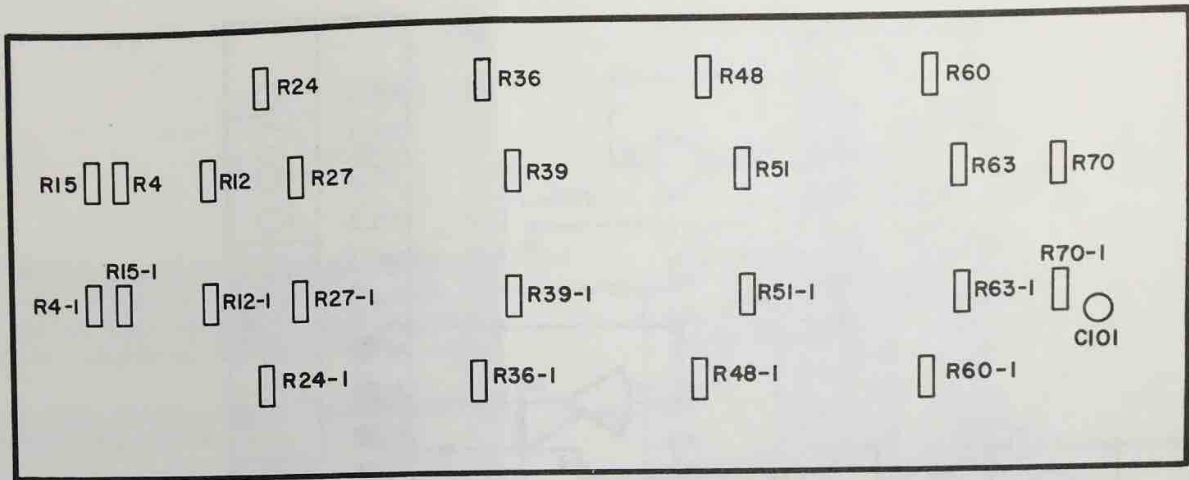 R24 R36 R48 R60
R15 R4 R12 R27 R39 R51 R63 R70
R70-1
R15-1
R4-1 R12-1 R27-1 R39-1 R51-1 R63-1
C101
R24-1 R36-1 R48-1 R60-1